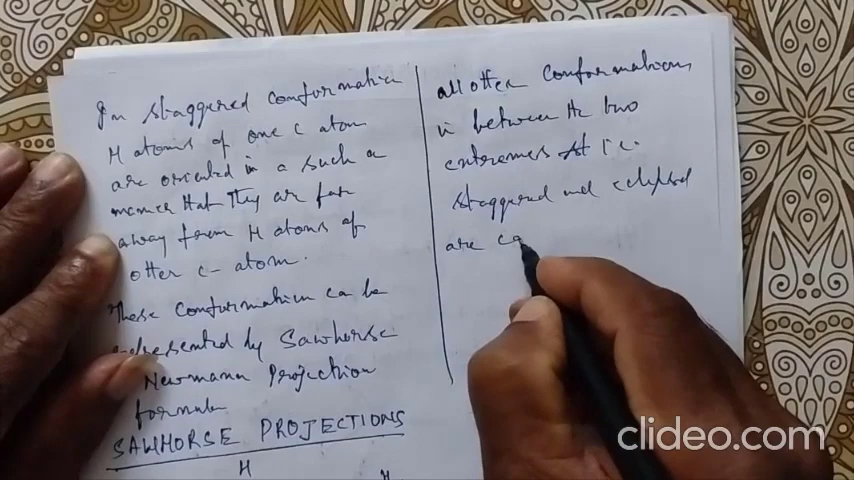 In staggered conformation
H atoms of one C atom
are oriented in a such a
manner that they are far
away from H atoms of
other C- atom.
These conformation can be
represented by Sawhorse
Newmann Projection
formula
SAWHORSE PROJECTIONS
H
H
all other conformations
in between the two
extremes i.e.
staggered and eclipsed
are ca
clideo.com